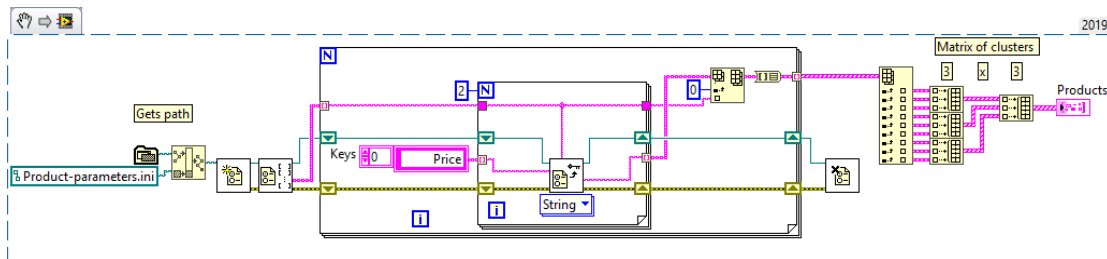 2019
Matrix of clusters
3 x 3
Products
N
2 N
0
Gets path
Keys 0 Price
Product-parameters.ini
String
i
i